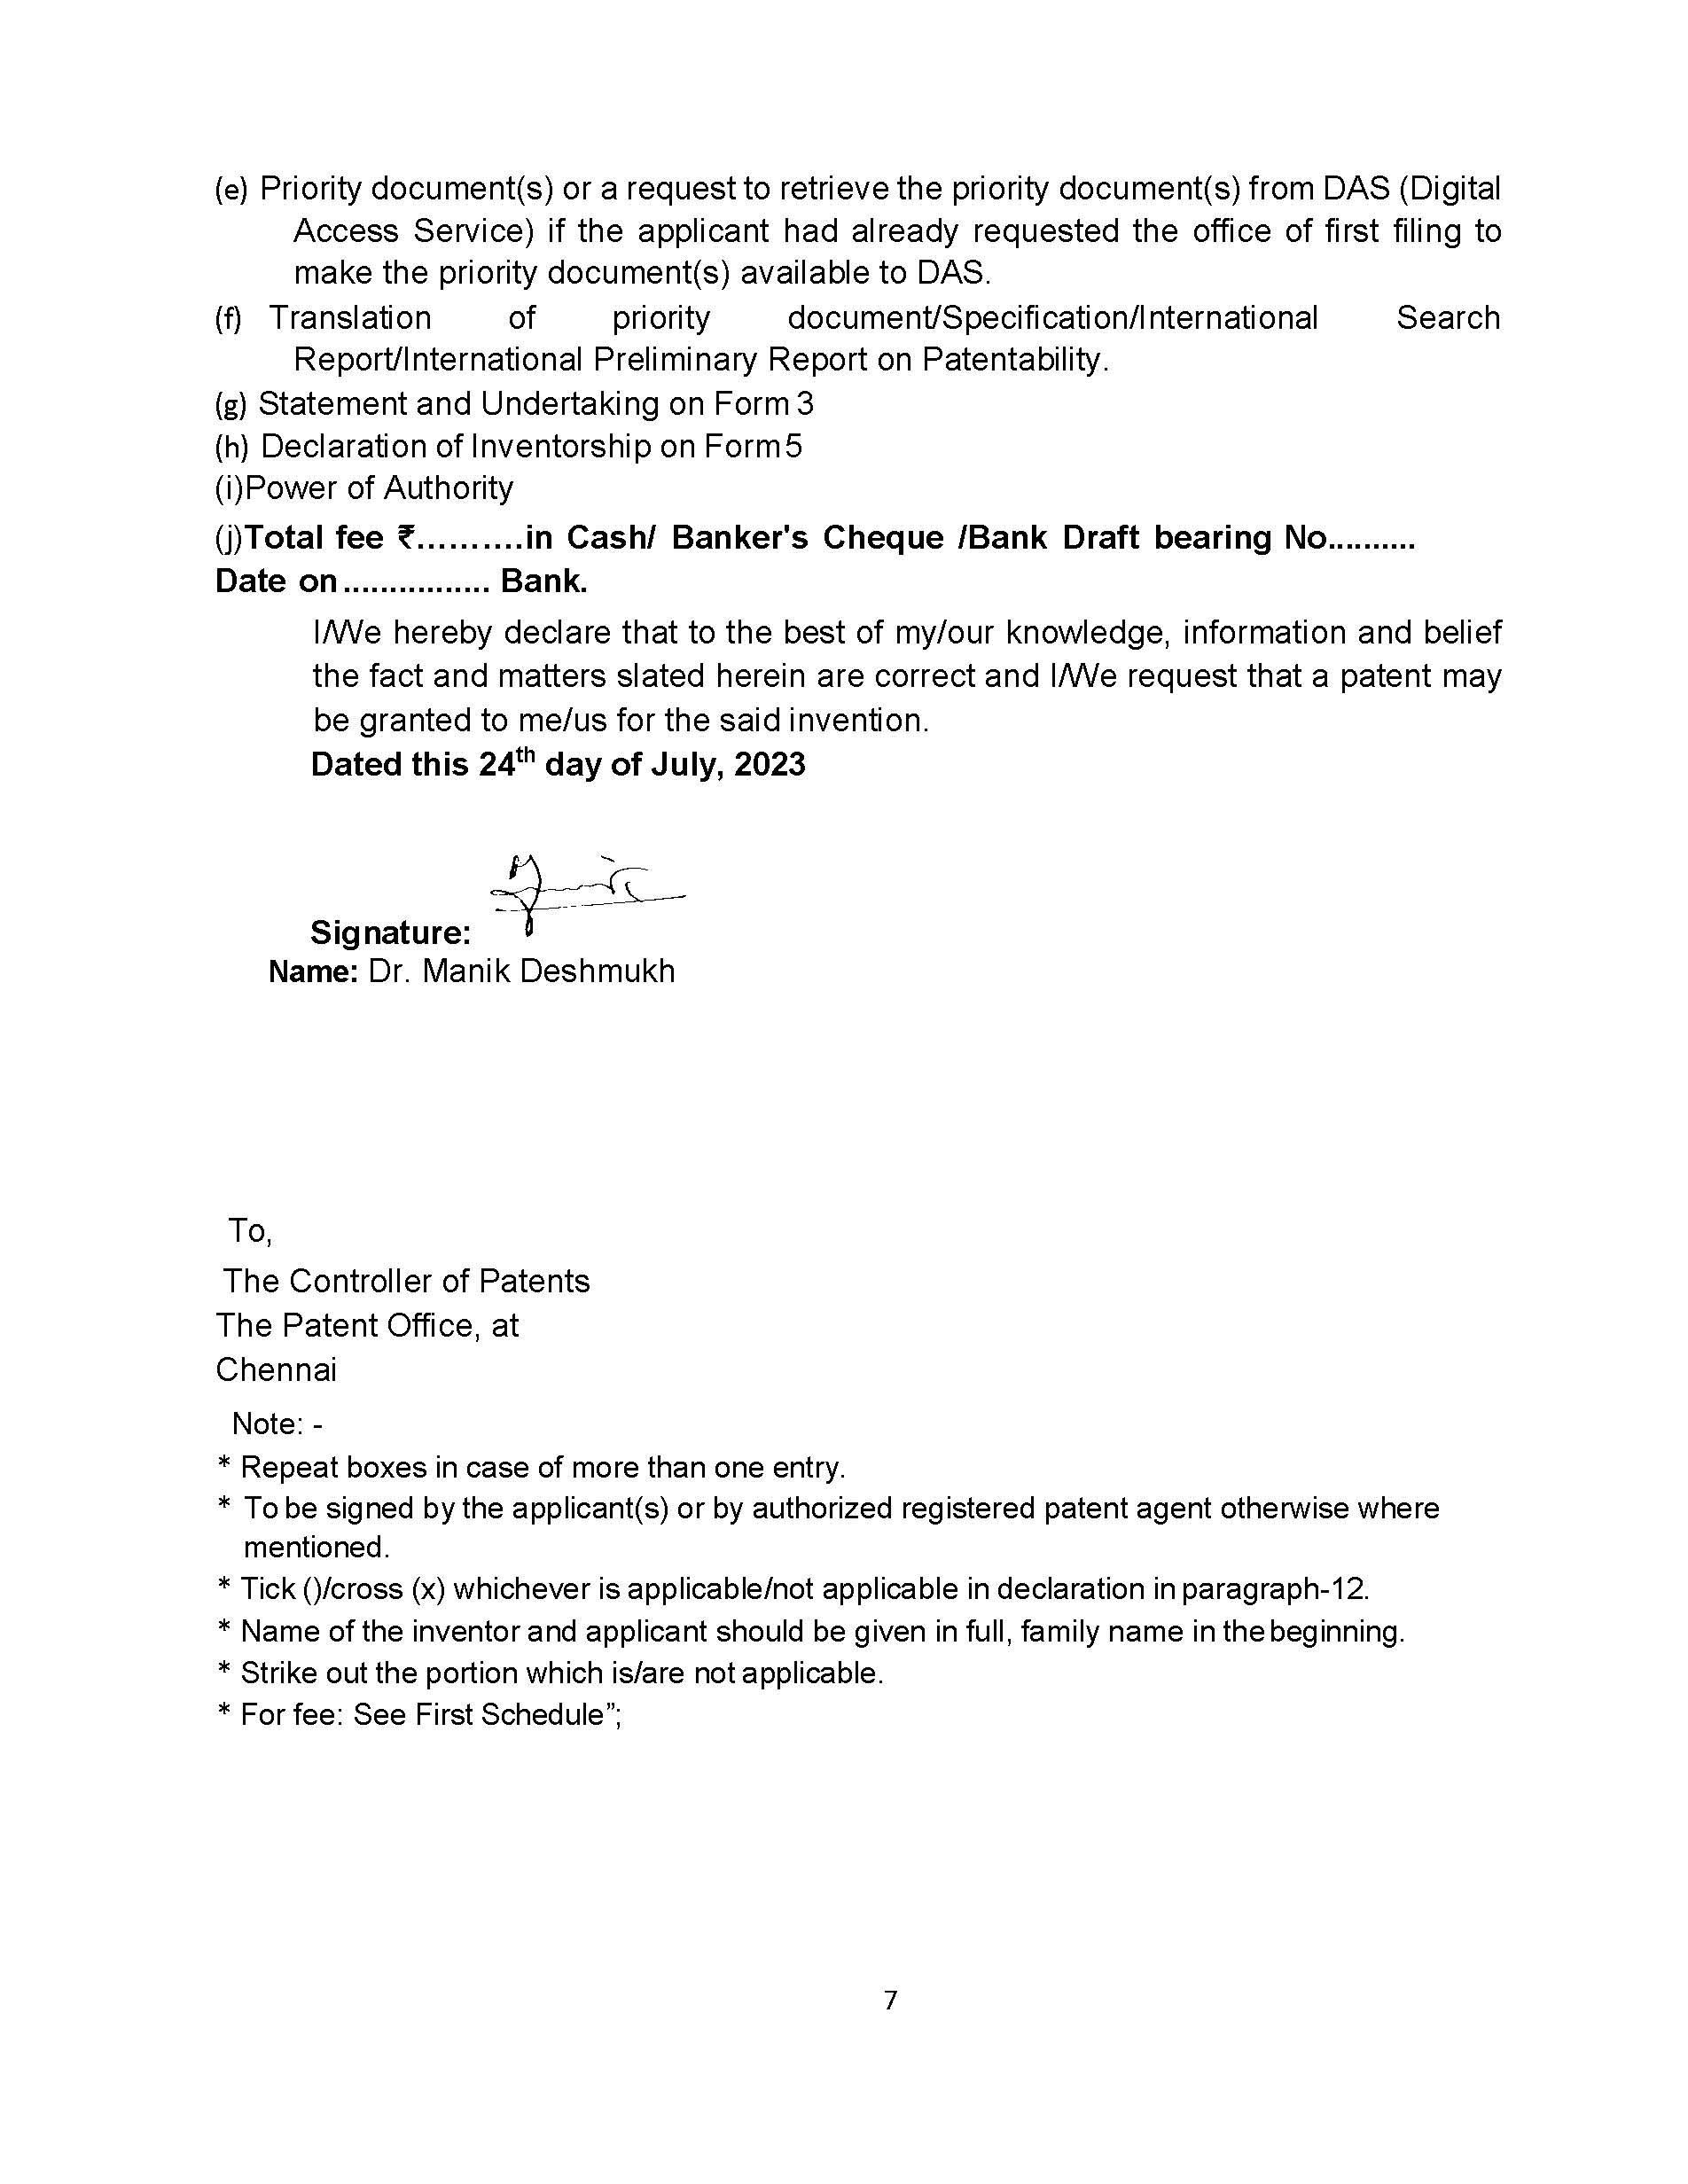 (e) Priority document(s) or a request to retrieve the priority document(s) from DAS (Digital
Access Service) if the applicant had already requested the office of first filing to
make the priority document(s) available to DAS.
(f) Translation of priority document/Specification/International Search
Report/International Preliminary Report on Patentability.
(g) Statement and Undertaking on Form 3
(h) Declaration of Inventorship on Form 5
(i)Power of Authority
(j)Total fee ₹..........in Cash/ Banker's Cheque /Bank Draft bearing No..........
Date on ................ Bank.
I/We hereby declare that to the best of my/our knowledge, information and belief
the fact and matters slated herein are correct and I/We request that a patent may
be granted to me/us for the said invention.
Dated this 24th day of July, 2023
Signature:
Name: Dr. Manik Deshmukh
To,
The Controller of Patents
The Patent Office, at
Chennai
Note: -
* Repeat boxes in case of more than one entry.
* To be signed by the applicant(s) or by authorized registered patent agent otherwise where
mentioned.
* Tick ()/cross (x) whichever is applicable/not applicable in declaration in paragraph-12.
* Name of the inventor and applicant should be given in full, family name in the beginning.
* Strike out the portion which is/are not applicable.
* For fee: See First Schedule”;
7